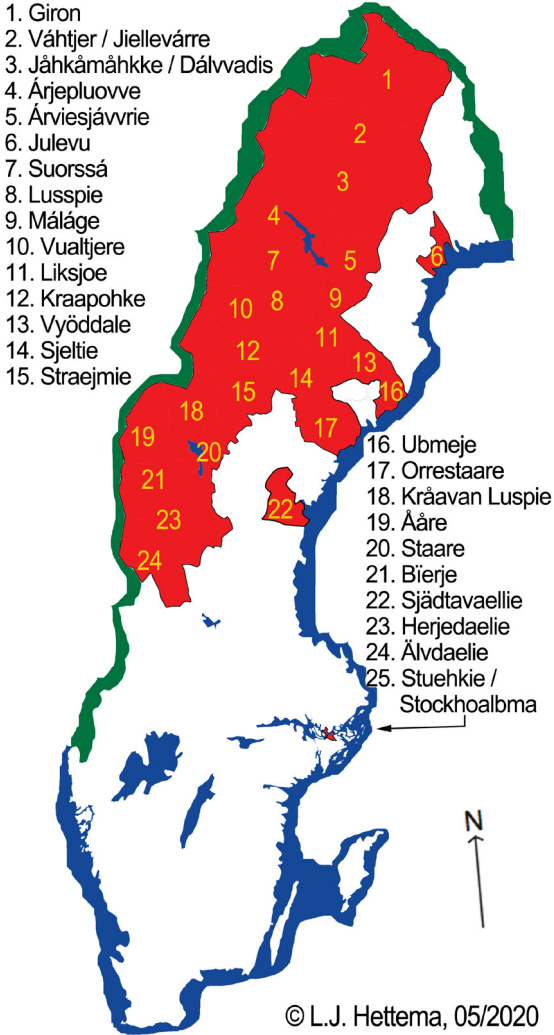 1. Giron
2. Váhtjer / Jiellevárre
3. Jåhkåmåhkke / Dálvvadis
4. Árjepluovve
5. Árviesjávvrie
6. Julevu
7. Suorssá
8. Lusspie
9. Máláge
10. Vualtjere
11. Liksjoe
12. Kraapohke
13. Vyöddale
14. Sjeltie
15. Straejmie
1
2
3
4
6
7
5
8
9
10
11
12
13
14
15
16
18
17
19
20
21
22
23
24
16. Ubmeje
17. Orrestaare
18. Kråavan Luspie
19. Ååre
20. Staare
21. Bïerje
22. Sjädtavaellie
23. Herjedaelie
24. Älvdaelie
25. Stuehkie /
Stockhoalbma
N
© L.J. Hettema, 05/2020